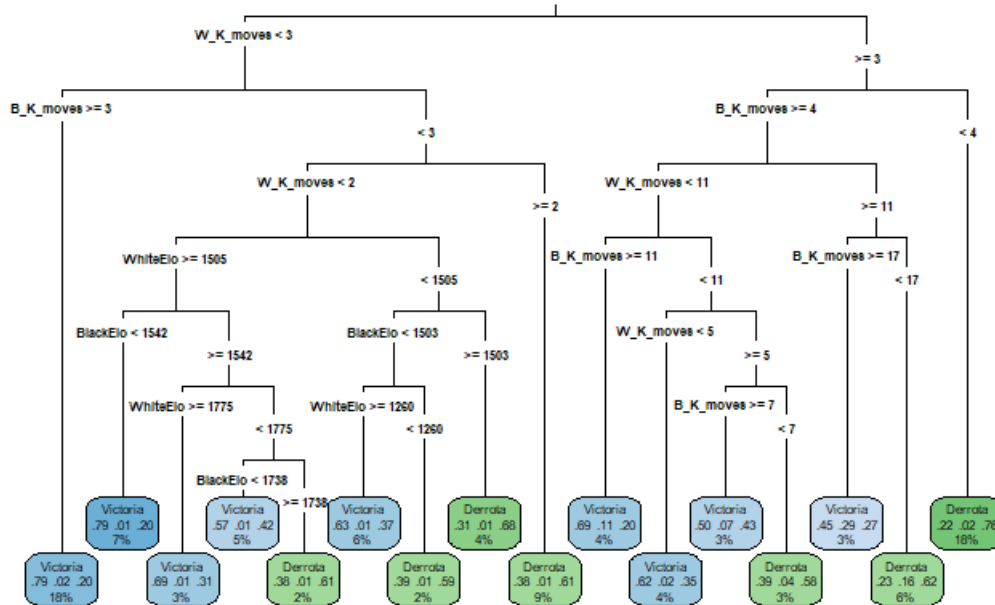 W_K_moves < 3
>= 3
B_K_moves >= 3
B_K_moves >= 4
< 3
< 4
W_K_moves < 2
W_K_moves < 11
>= 2
>= 11
WhiteElo >= 1505
B_K_moves >= 11
B_K_moves >= 17
< 1505
< 11
< 17
BlackElo < 1542
BlackElo < 1503
W_K_moves < 5
>= 1542
>= 1503
>= 5
WhiteElo >= 1775
WhiteElo >= 1260
B_K_moves >= 7
< 1775
< 1260
< 7
BlackElo < 1738
>= 1738
Victoria
.79 .01 .20
7%
Victoria
.57 .01 .42
5%
Victoria
.63 .01 .37
6%
Derrota
.31 .01 .68
4%
Victoria
.69 .11 .20
4%
Victoria
.50 .07 .43
3%
Victoria
.45 .29 .27
3%
Derrota
.22 .02 .76
18%
Victoria
.79 .02 .20
18%
Victoria
.69 .01 .31
3%
Derrota
.38 .01 .61
2%
Derrota
.39 .01 .59
2%
Derrota
.38 .01 .61
9%
Victoria
.62 .02 .35
4%
Derrota
.39 .04 .58
3%
Derrota
.23 .16 .62
6%